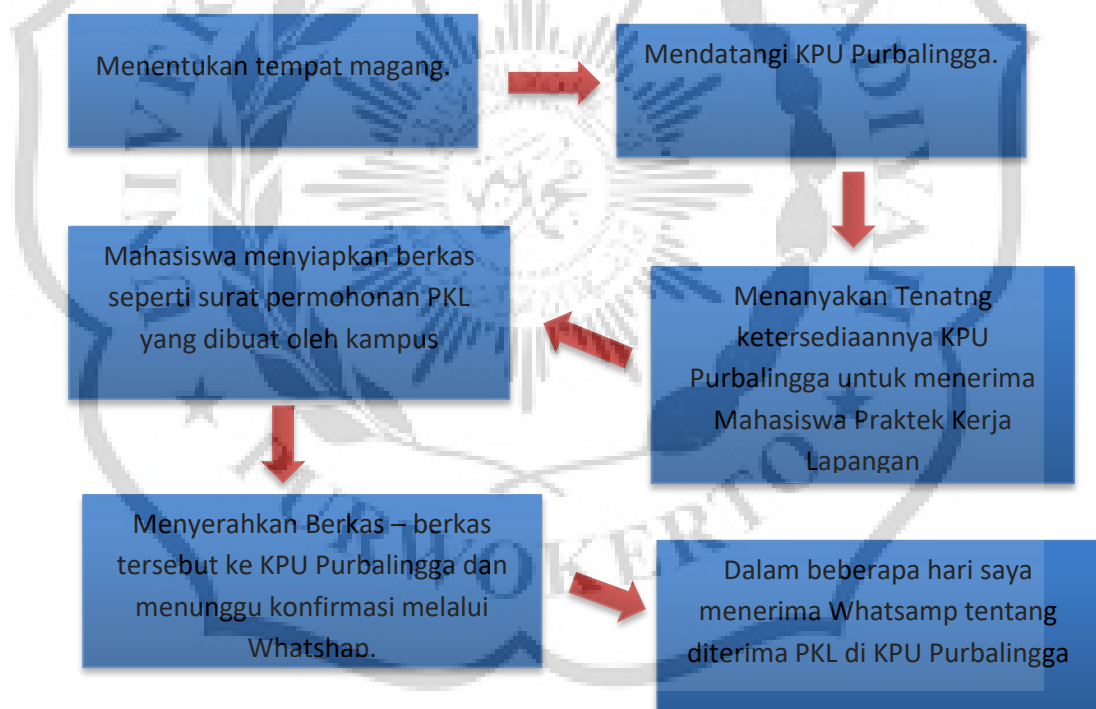 Menentukan tempat magang.
Mendatangi KPU Purbalingga.
Menanyakan Tenatng
ketersediaannya KPU
Purbalingga untuk menerima
Mahasiswa Praktek Kerja
Lapangan
Mahasiswa menyiapkan berkas
seperti surat permohonan PKL
yang dibuat oleh kampus
Menyerahkan Berkas – berkas
tersebut ke KPU Purbalingga dan
menunggu konfirmasi melalui
Whatshap.
Dalam beberapa hari saya
menerima Whatsamp tentang
diterima PKL di KPU Purbalingga
PURWOKERTO